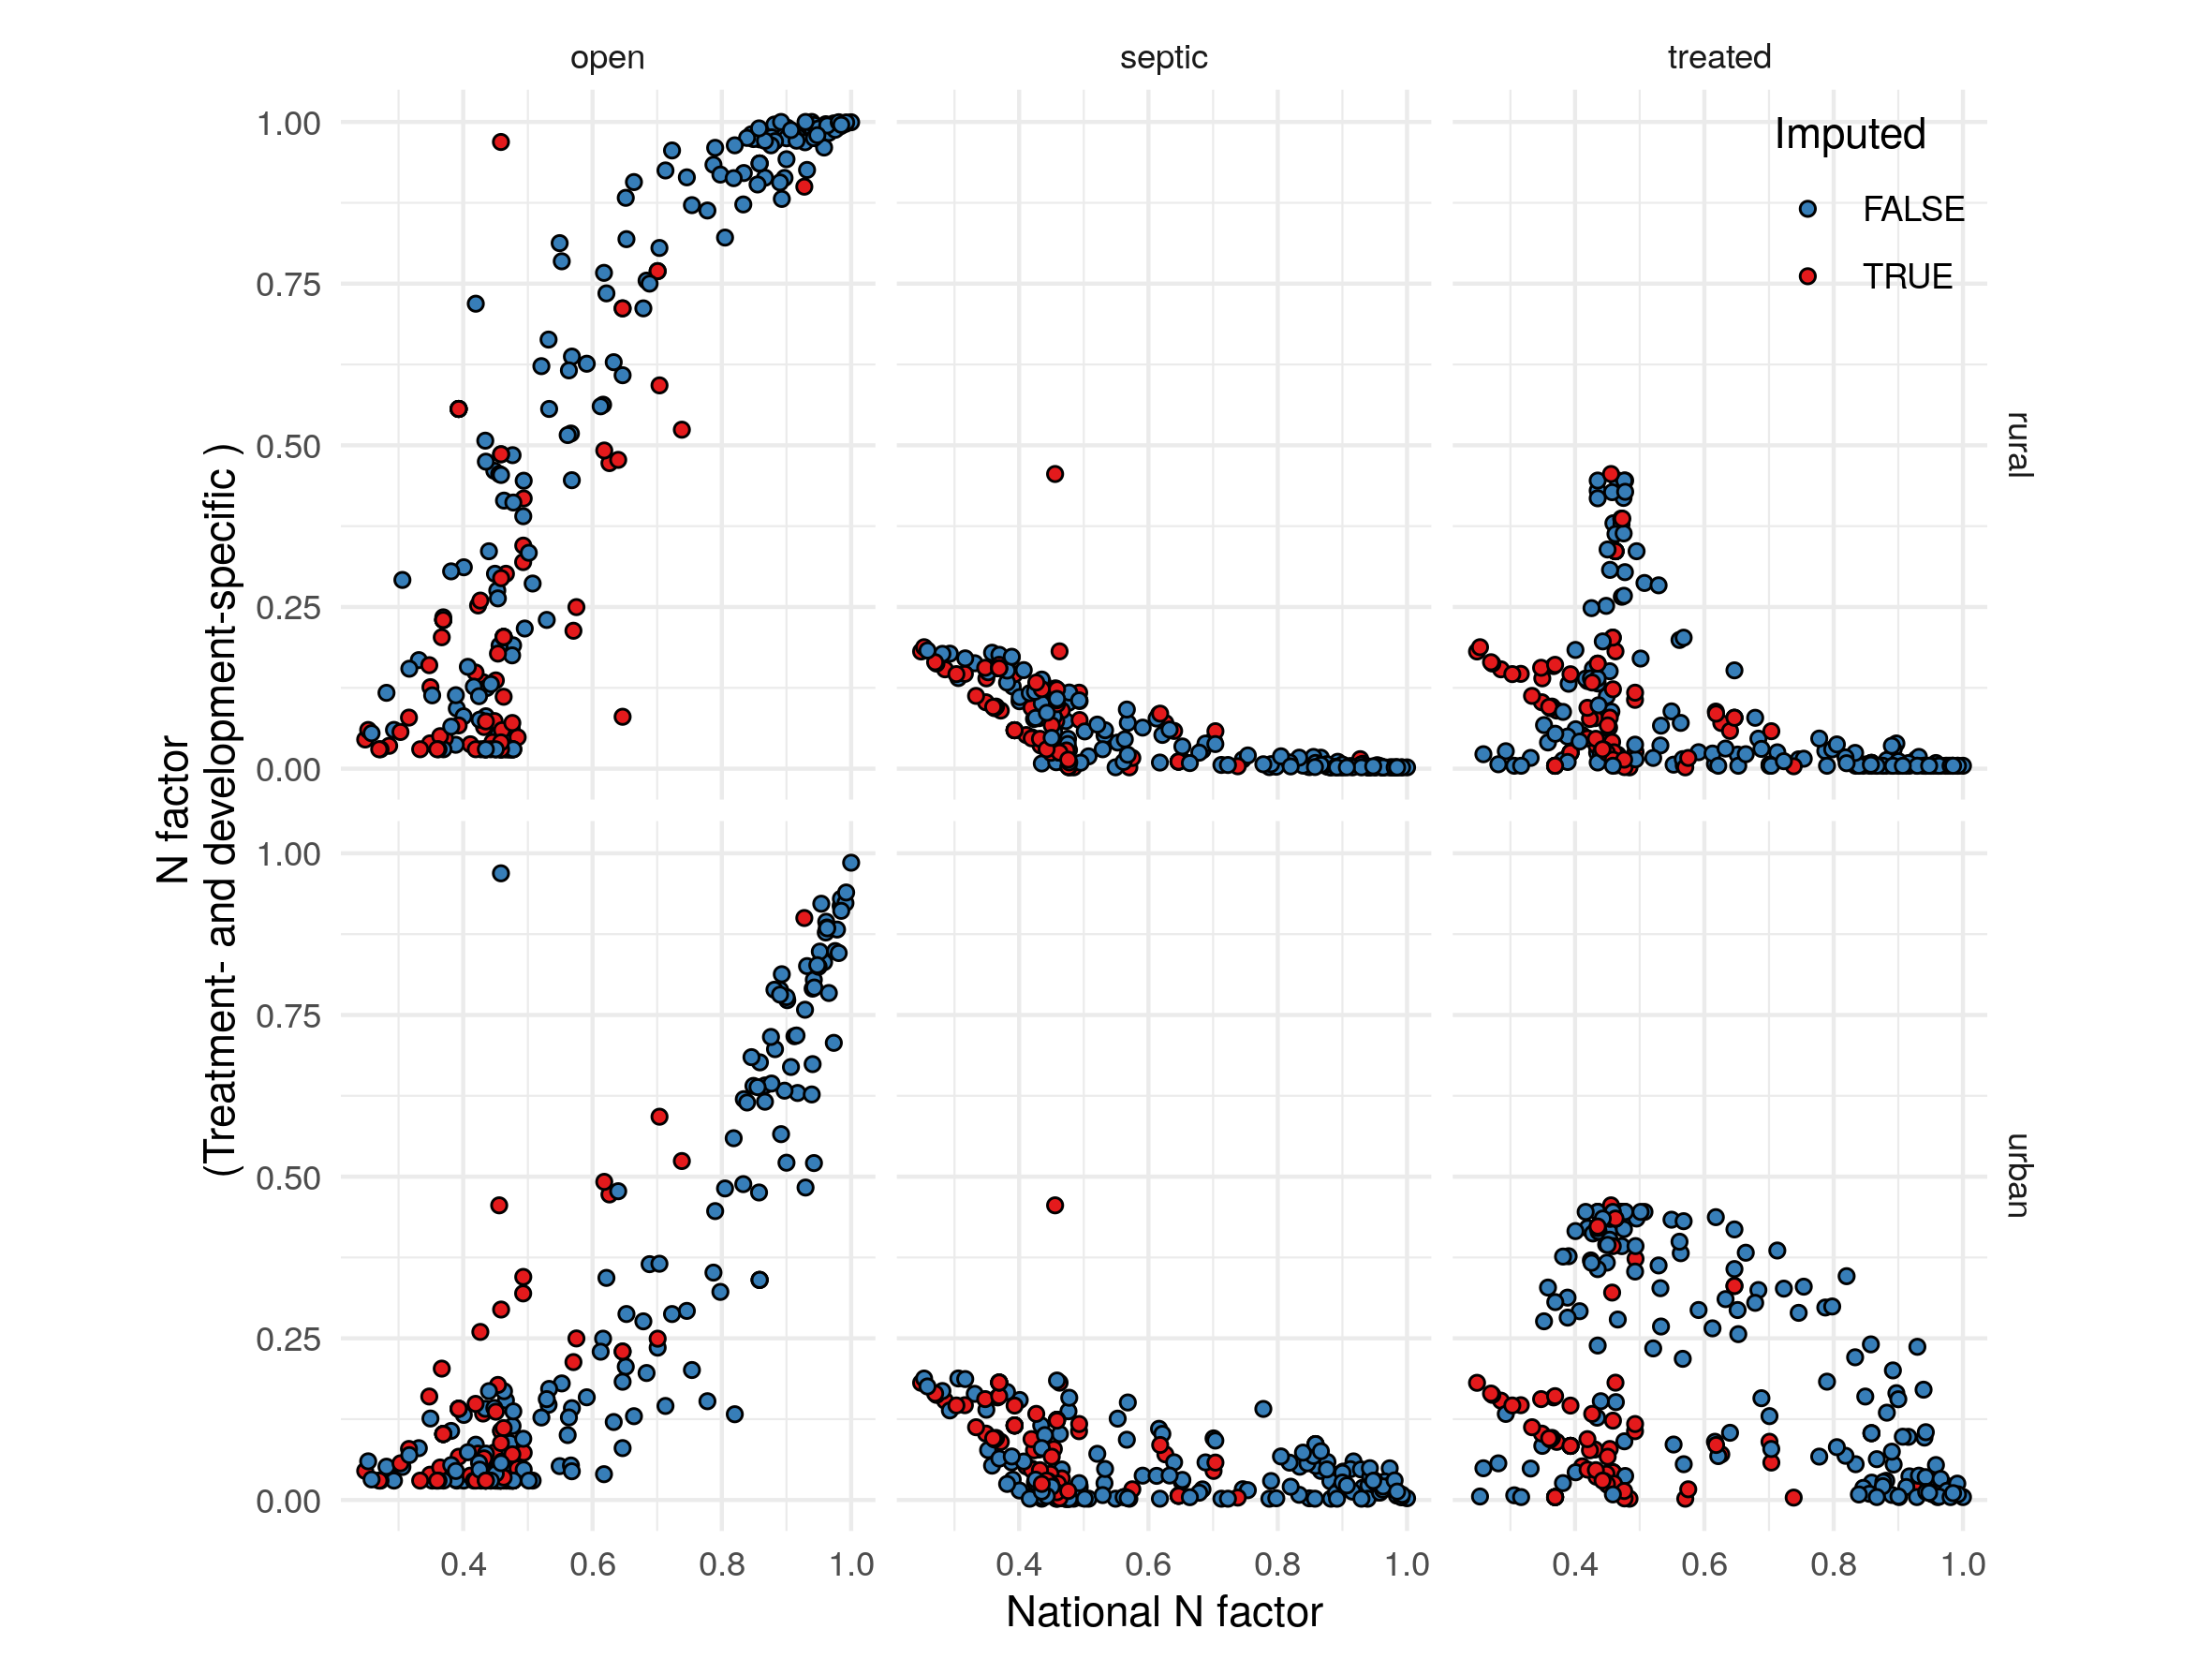 open septic treated
Imputed
FALSE
TRUE
1.00
0.75
0.50
0.25
0.00
rural
1.00
0.75
0.50
0.25
0.00
urban
N factor
(Treatment- and development-specific )
0.4 0.6 0.8 1.0 0.4 0.6 0.8 1.0 0.4 0.6 0.8 1.0
National N factor